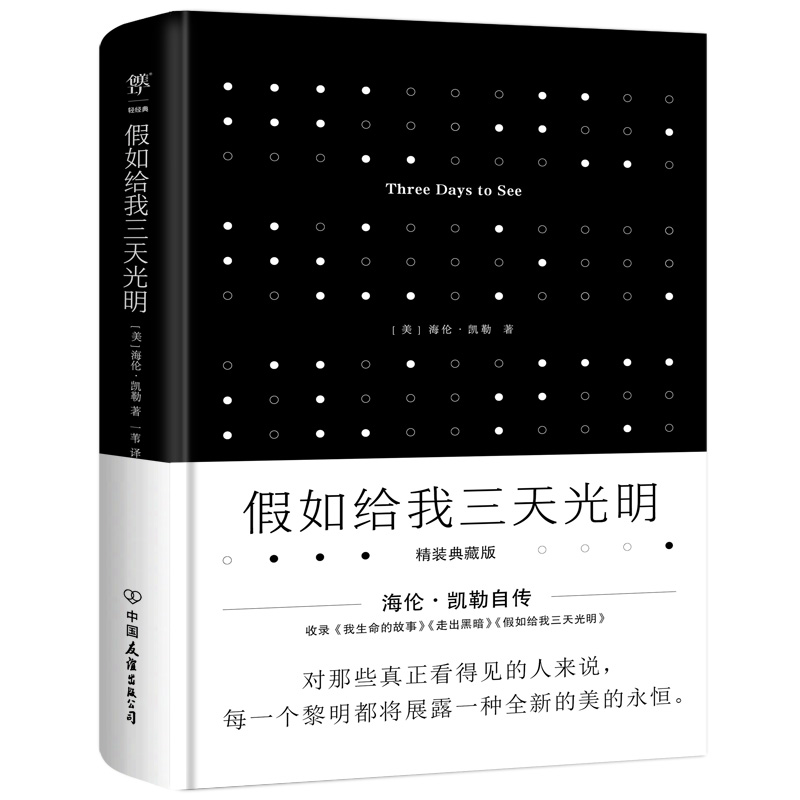 創美
轻经典
假如给我三天光明
[美]海伦·凯勒 著 一苇 译
中国友谊出版公司
Three Days to See
[美] 海伦·凯勒 著
假如给我三天光明
精装典藏版
海伦·凯勒自传
收录《我生命的故事》《走出黑暗》《假如给我三天光明》
对那些真正看得见的人来说，
每一个黎明都将展露一种全新的美的永恒。